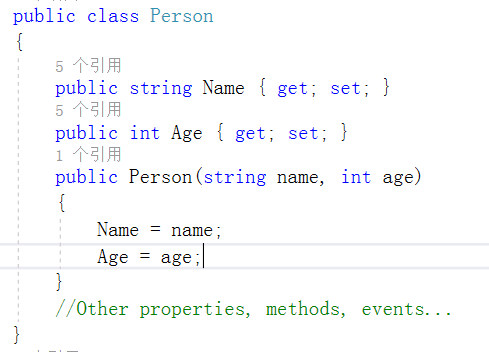 public class Person
{
5 个引用
public string Name { get; set; }
5 个引用
public int Age { get; set; }
1 个引用
public Person(string name, int age)
{
Name = name;
Age = age;
}
//Other properties, methods, events...
}